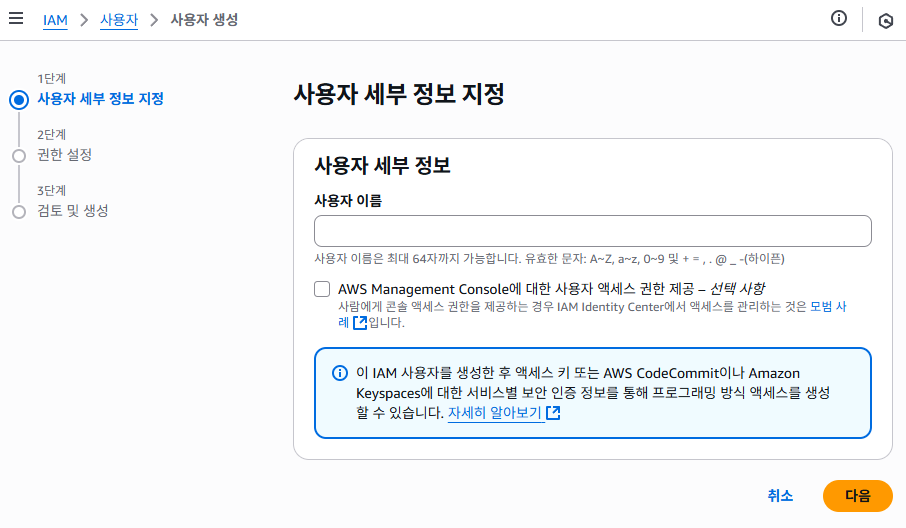 IAM > 사용자 > 사용자 생성
1단계
사용자 세부 정보 지정
2단계
권한 설정
3단계
검토 및 생성
사용자 세부 정보 지정
사용자 세부 정보
사용자 이름
사용자 이름은 최대 64자까지 가능합니다. 유효한 문자: A~Z, a~z, 0~9 및 + = , . @ _ -(하이픈)
AWS Management Console에 대한 사용자 액세스 권한 제공 – 선택 사항
사람에게 콘솔 액세스 권한을 제공하는 경우 IAM Identity Center에서 액세스를 관리하는 것은 모범 사
례 입니다.
이 IAM 사용자를 생성한 후 액세스 키 또는 AWS CodeCommit이나 Amazon
Keyspaces에 대한 서비스별 보안 인증 정보를 통해 프로그래밍 방식 액세스를 생성
할 수 있습니다. 자세히 알아보기
취소
다음